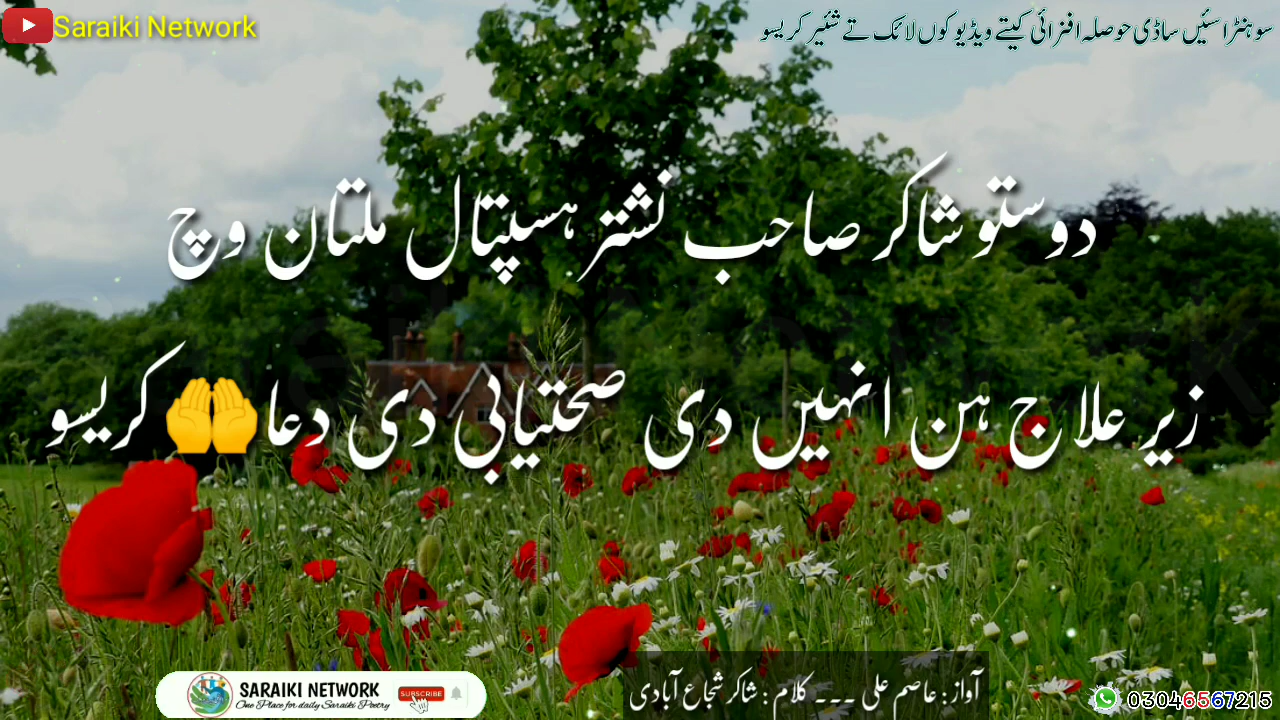 Saraiki Network
سوہنڑا سئیں ساڈی حوصلہ افزائی کیتے ویڈیو کوں لائک تے شئیر کریسو
دوستو شاکر صاحب نشتر ہسپتال ملتان وچ
زیر علاج ہن انہیں دی صحتیابی دی دعا🤲 کریسو
SARAIKI NETWORK
One Place for daily Saraiki Poetry
SUBSCRIBE
آواز : عاصم علی ۔۔۔ کلام : شاکر شجاع آبادی
03046567215